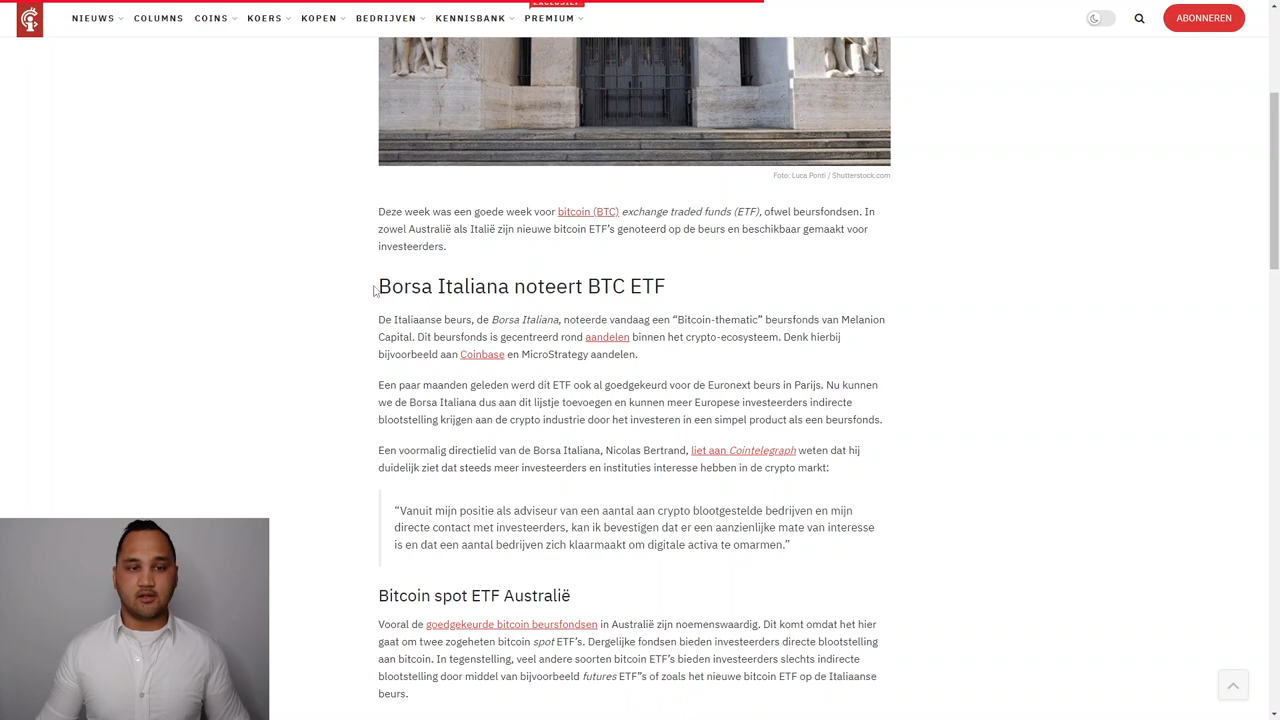 EXCLUSIEF
NIEUWS COLUMNS COINS KOERS KOPEN BEDRIJVEN KENNISBANK PREMIUM ABONNEREN
Foto: Luca Ponti / Shutterstock.com
Deze week was een goede week voor bitcoin (BTC) exchange traded funds (ETF), ofwel beursfondsen. In
zowel Australië als Italië zijn nieuwe bitcoin ETF’s genoteerd op de beurs en beschikbaar gemaakt voor
investeerders.
Borsa Italiana noteert BTC ETF
De Italiaanse beurs, de Borsa Italiana, noteerde vandaag een “Bitcoin-thematic” beursfonds van Melanion
Capital. Dit beursfonds is gecentreerd rond aandelen binnen het crypto-ecosysteem. Denk hierbij
bijvoorbeeld aan Coinbase en MicroStrategy aandelen.
Een paar maanden geleden werd dit ETF ook al goedgekeurd voor de Euronext beurs in Parijs. Nu kunnen
we de Borsa Italiana dus aan dit lijstje toevoegen en kunnen meer Europese investeerders indirecte
blootstelling krijgen aan de crypto industrie door het investeren in een simpel product als een beursfonds.
Een voormalig directielid van de Borsa Italiana, Nicolas Bertrand, liet aan Cointelegraph weten dat hij
duidelijk ziet dat steeds meer investeerders en instituties interesse hebben in de crypto markt:
“Vanuit mijn positie als adviseur van een aantal aan crypto blootgestelde bedrijven en mijn
directe contact met investeerders, kan ik bevestigen dat er een aanzienlijke mate van interesse
is en dat een aantal bedrijven zich klaarmaakt om digitale activa te omarmen.”
Bitcoin spot ETF Australië
Vooral de goedgekeurde bitcoin beursfondsen in Australië zijn noemenswaardig. Dit komt omdat het hier
gaat om twee zogeheten bitcoin spot ETF’s. Dergelijke fondsen bieden investeerders directe blootstelling
aan bitcoin. In tegenstelling, veel andere soorten bitcoin ETF’s bieden investeerders slechts indirecte
blootstelling door middel van bijvoorbeeld futures ETF”s of zoals het nieuwe bitcoin ETF op de Italiaanse
beurs.